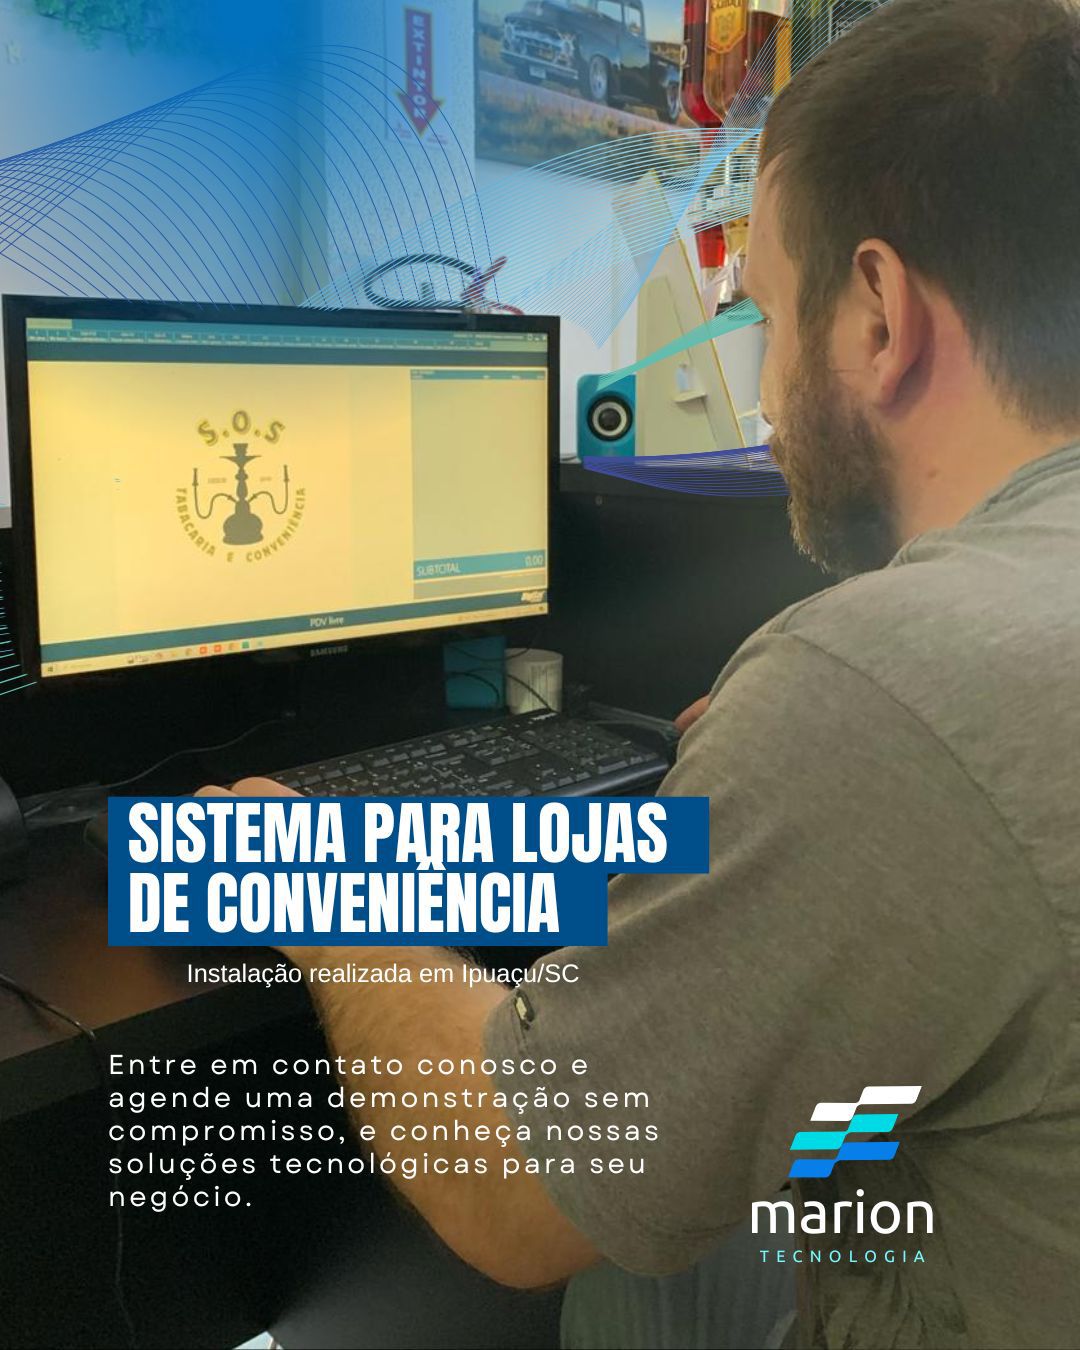 EXTINTOR
S.O.S
TABACARIA E CONVENIÊNCIA
SUBTOTAL 0,00
PDV livre
SAMSUNG
SISTEMA PARA LOJAS
DE CONVENIÊNCIA
Instalação realizada em Ipuaçu/SC
Entre em contato conosco e
agende uma demonstração sem
compromisso, e conheça nossas
soluções tecnológicas para seu
negócio.
marion
TECNOLOGIA